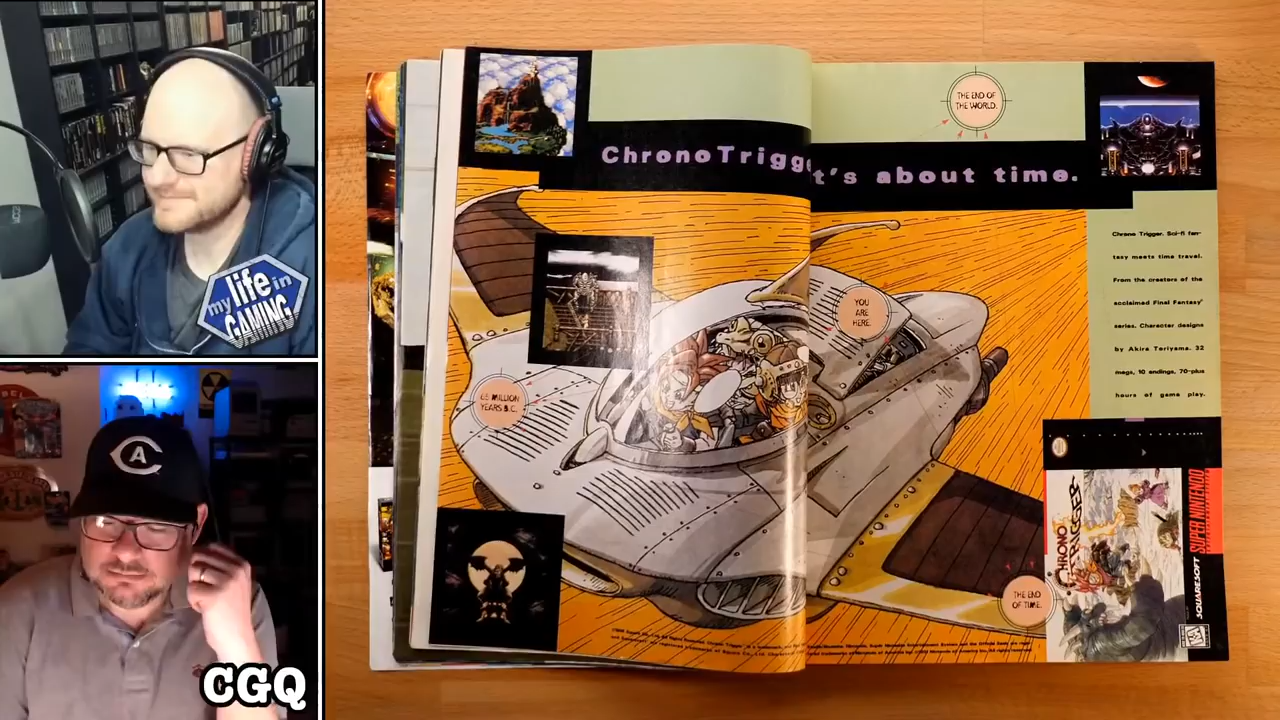 my
life in
GAMING
CGQ
A
THE END OF
THE WORLD.
Chrono Trigge
t's about time.
Chrono Trigger. Sci-fi fan-
tasy meets time travel.
From the creators of the
acclaimed Final Fantasy®
series. Character designs
by Akira Toriyama. 32
megs, 10 endings, 70-plus
hours of game play.
YOU
ARE
HERE.
65 MILLION
YEARS B.C.
THE END
OF TIME.
CHRONO
TRIGGER
SQUARESOFT
SUPER NINTENDO